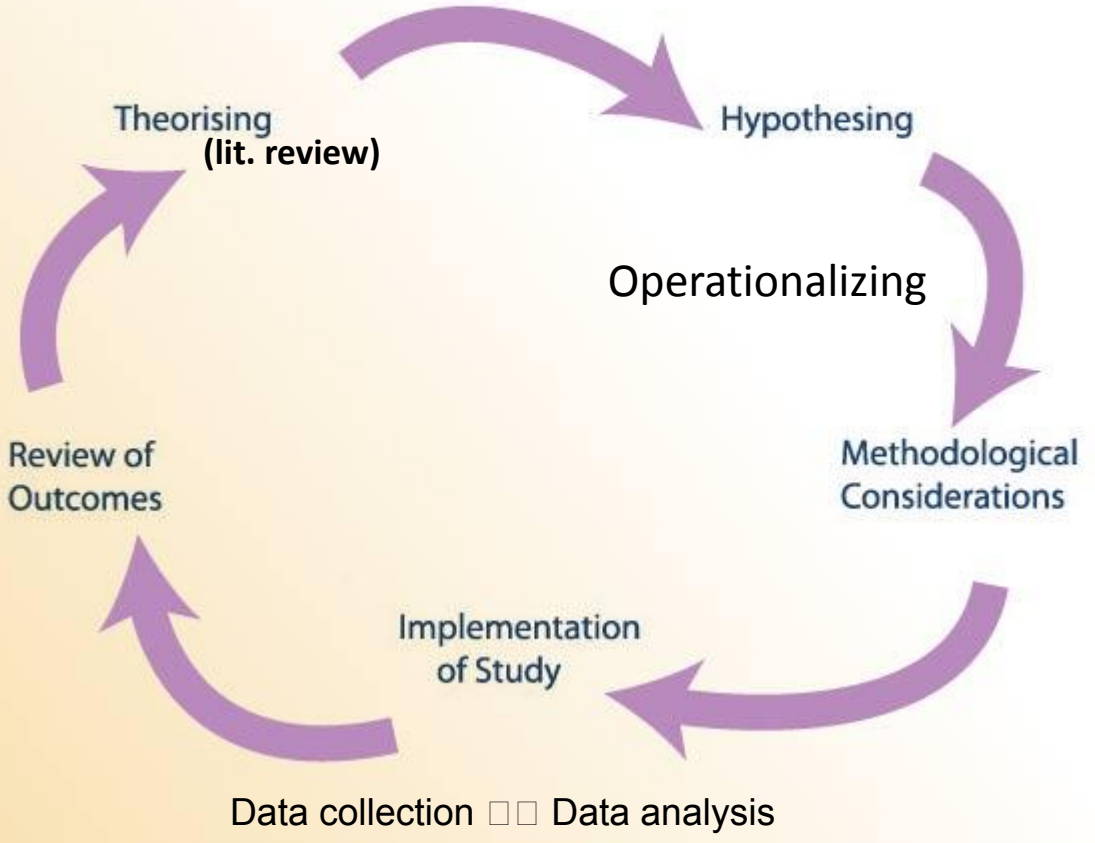 Theorising
(lit. review)
Hypothesing
Operationalizing
Methodological
Considerations
Implementation
of Study
Data collection □□ Data analysis
Review of
Outcomes